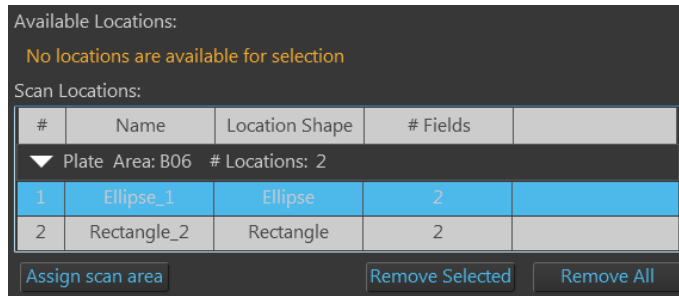 Available Locations:
No locations are available for selection
Scan Locations:
# Name Location Shape # Fields
Plate Area: B06 # Locations: 2
1 Ellipse_1 Ellipse 2
2 Rectangle_2 Rectangle 2
Assign scan area Remove Selected Remove All